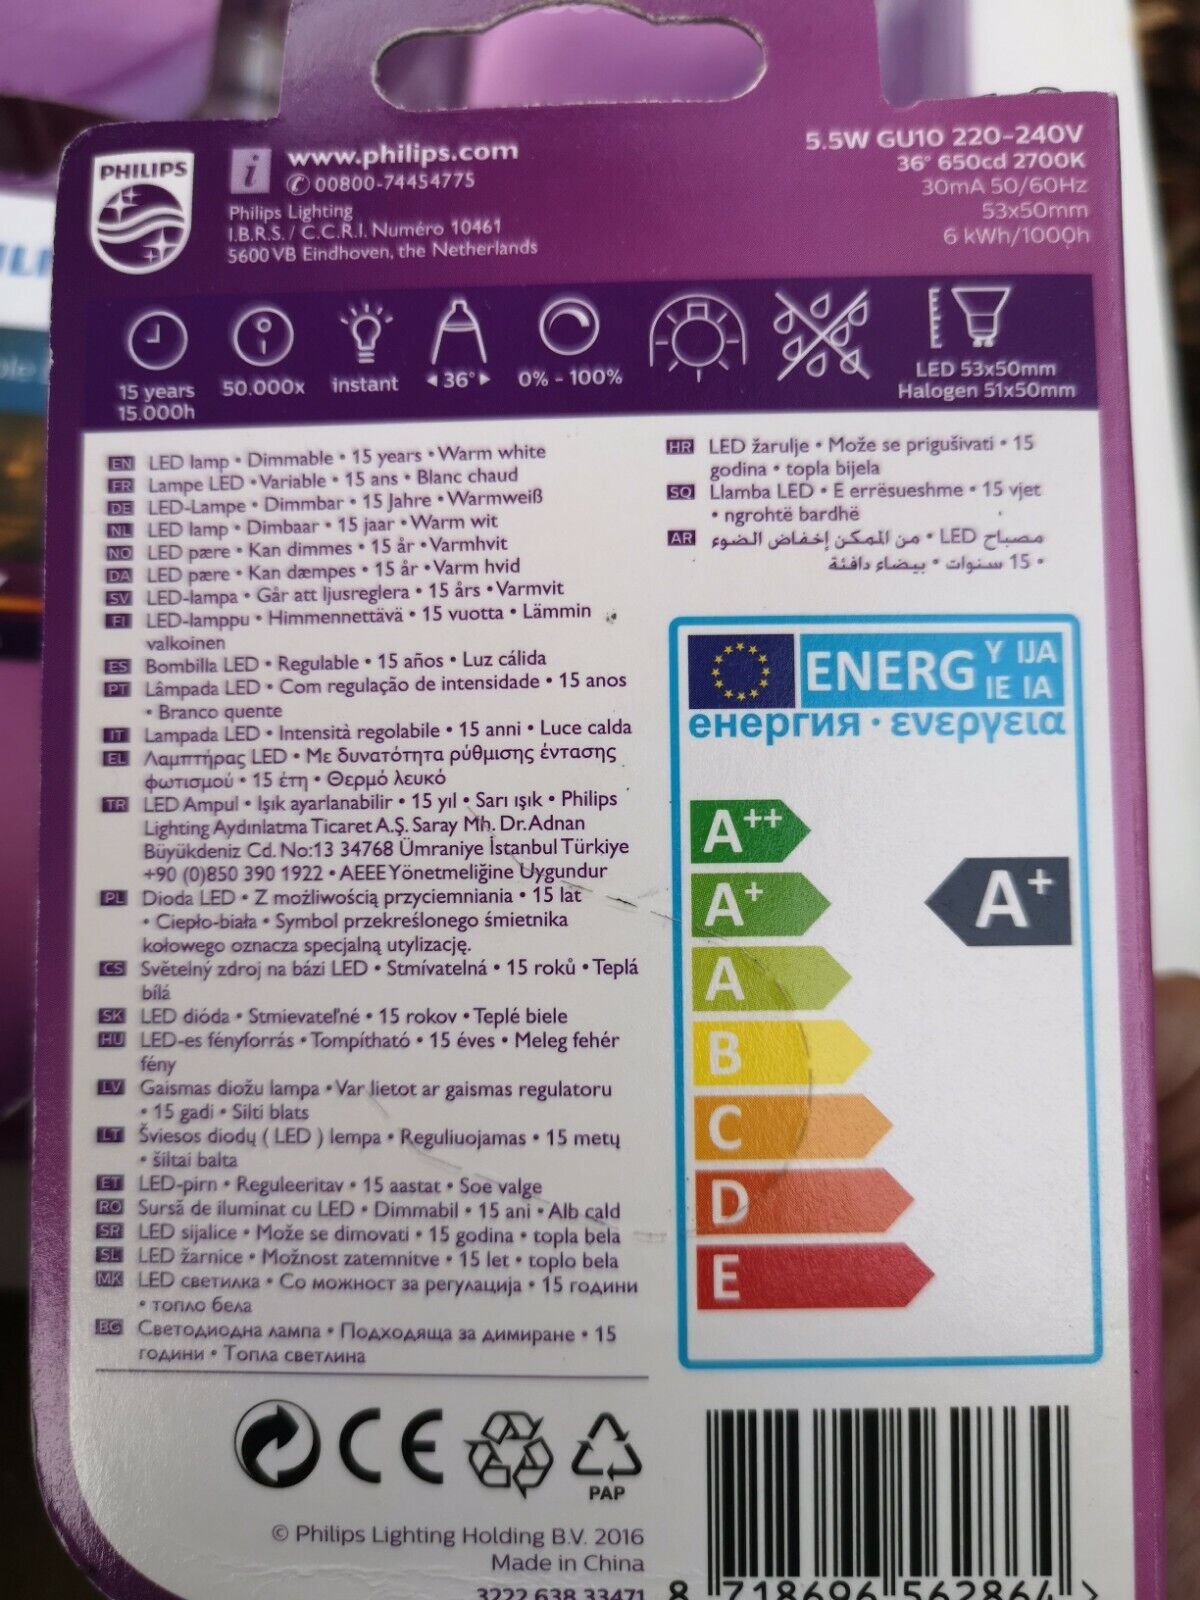 PHILIPS
www.philips.com
00800-74454775
Philips Lighting
I.B.R.S. / C.C.R.I. Numéro 10461
5600 VB Eindhoven, the Netherlands
5.5W GU10 220-240V
36° 650cd 2700K
30mA 50/60Hz
53x50mm
6 kWh/1000h
15 years
15.000h
50.000x
instant
36°
0% - 100%
LED 53x50mm
Halogen 51x50mm
EN LED lamp • Dimmable • 15 years • Warm white
FR Lampe LED • Variable • 15 ans • Blanc chaud
DE LED-Lampe • Dimmbar • 15 Jahre • Warmweiß
NL LED lamp • Dimbaar • 15 jaar • Warm wit
NO LED pære • Kan dimmes • 15 år • Varmhvit
DA LED pære • Kan dæmpes • 15 år • Varm hvid
SV LED-lampa • Går att ljusreglera • 15 års • Varmvit
FI LED-lamppu • Himmennettävä • 15 vuotta • Lämmin
valkoinen
ES Bombilla LED • Regulable • 15 años • Luz cálida
PT Lâmpada LED • Com regulação de intensidade • 15 anos
• Branco quente
IT Lampada LED • Intensità regolabile • 15 anni • Luce calda
EL Λαμπτήρας LED • Με δυνατότητα ρύθμισης έντασης
φωτισμού • 15 έτη • Θερμό λευκό
TR LED Ampul • Işık ayarlanabilir • 15 yıl • Sarı ışık • Philips
Lighting Aydınlatma Ticaret A.Ş. Saray Mh. Dr. Adnan
Büyükdeniz Cd. No:13 34768 Ümraniye İstanbul Türkiye
+90 (0)850 390 1922 • AEEE Yönetmeliğine Uygundur
PL Dioda LED • Z możliwością przyciemniania • 15 lat
• Ciepło-biała • Symbol przekreślonego śmietnika
kołowego oznacza specjalną utylizację.
CS Světelný zdroj na bázi LED • Stmívatelná • 15 roků • Teplá
bílá
SK LED dióda • Stmievateľné • 15 rokov • Teplé biele
HU LED-es fényforrás • Tompítható • 15 éves • Meleg fehér
fény
LV Gaismas diožu lampa • Var lietot ar gaismas regulatoru
• 15 gadi • Silti blats
LT Šviesos diodų ( LED ) lempa • Reguliuojamas • 15 metų
• šiltai balta
ET LED-pirn • Reguleeritav • 15 aastat • Soe valge
RO Sursă de iluminat cu LED • Dimmabil • 15 ani • Alb cald
SR LED sijalice • Može se dimovati • 15 godina • topla bela
SL LED žarnice • Možnost zatemnitve • 15 let • toplo bela
MK LED светилка • Со можност за регулација • 15 години
• топло бела
BG Светодиодна лампа • Подходяща за димиране • 15
години • Топла светлина
HR LED žarulje • Može se prigušivati • 15
godina • topla bijela
SQ Llamba LED • E errësueshme • 15 vjet
• ngrohtë bardhë
AR مصباح LED • من الممكن إخفاض الضوء
• 15 سنوات • بيضاء دافئة
ENERG Y IJA
IE IA
енергия • ενεργεια
A++
A+
A+
A
B
C
D
E
CE
PAP
© Philips Lighting Holding B.V. 2016
Made in China
3222 638 33471
8 718696 562864 >